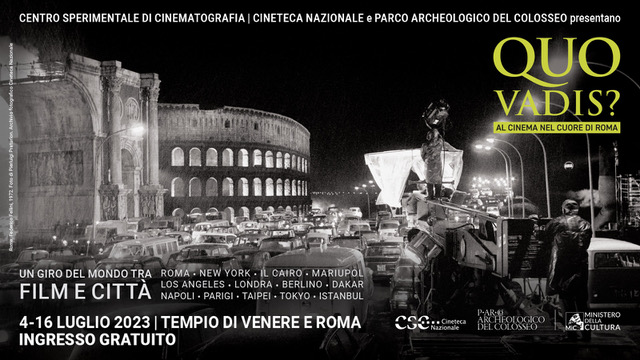 CENTRO SPERIMENTALE DI CINEMATOGRAFIA | CINETECA NAZIONALE e PARCO ARCHEOLOGICO DEL COLOSSEO presentano
QUO
VADIS?
AL CINEMA NEL CUORE DI ROMA
Roma, Federico Fellini, 1972. Foto di Pierluigi Praturlon. Archivio fotografico Cineteca Nazionale
UN GIRO DEL MONDO TRA
FILM E CITTÀ
ROMA • NEW YORK • IL CAIRO • MARIUPOL
LOS ANGELES • LONDRA • BERLINO • DAKAR
NAPOLI • PARIGI • TAIPEI • TOKYO • ISTANBUL
4-16 LUGLIO 2023 | TEMPIO DI VENERE E ROMA
INGRESSO GRATUITO
csc Cineteca
Nazionale
PARCO
ARCHEOLOGICO
DEL COLOSSEO
MiC
MINISTERO
DELLA
CULTURA